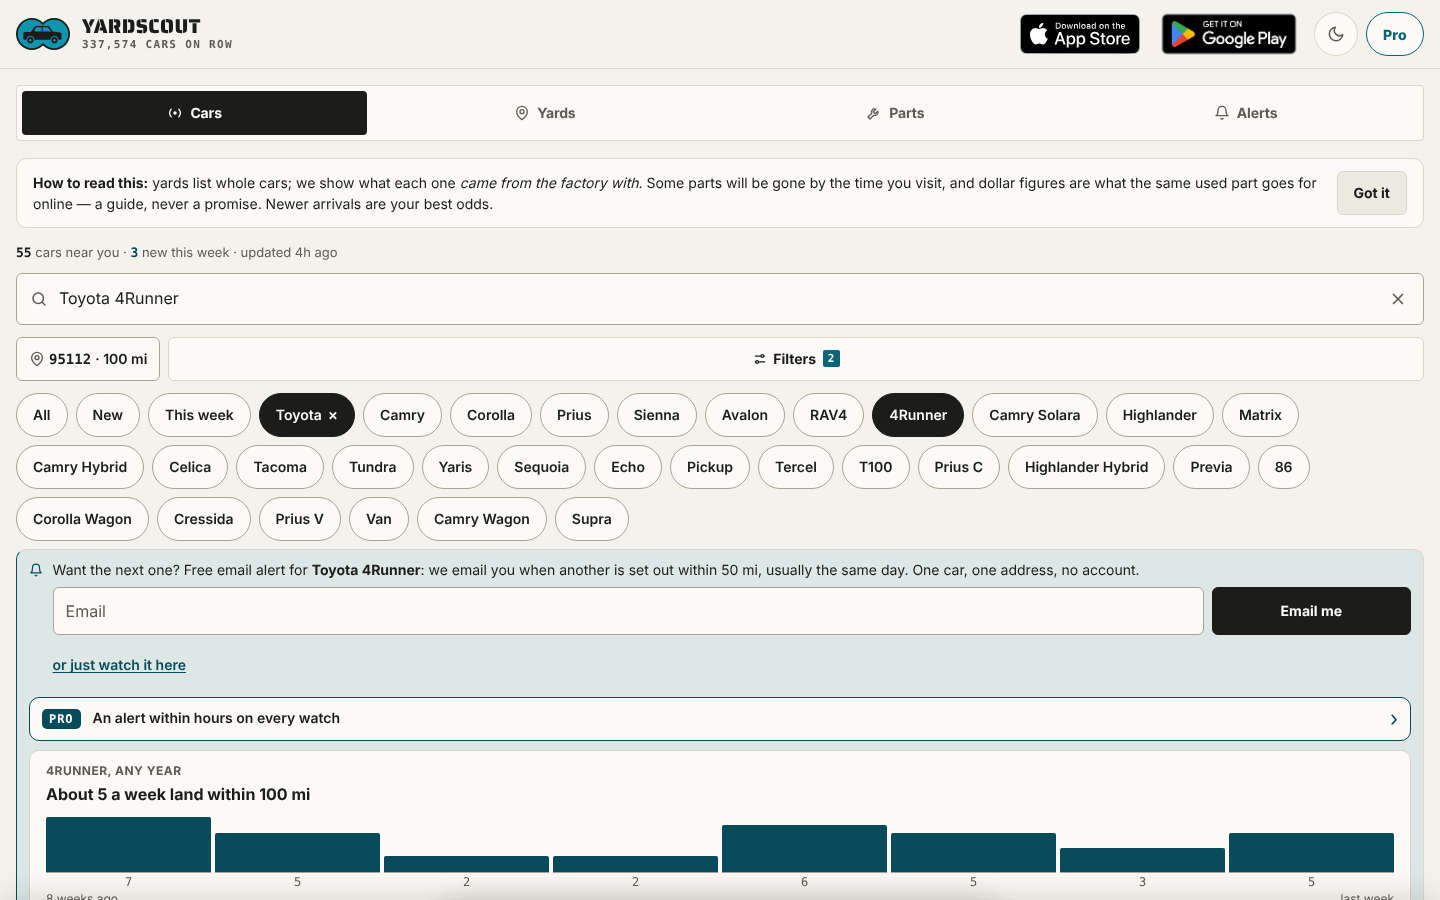 YARDSCOUT
337,574 CARS ON ROW
Download on the
App Store
GET IT ON
Google Play
Pro
Cars
Yards
Parts
Alerts
How to read this: yards list whole cars; we show what each one came from the factory with. Some parts will be gone by the time you visit, and dollar figures are what the same used part goes for
online — a guide, never a promise. Newer arrivals are your best odds.
Got it
55 cars near you · 3 new this week · updated 4h ago
Toyota 4Runner
95112 · 100 mi
Filters 2
All New This week Toyota × Camry Corolla Prius Sienna Avalon RAV4 4Runner Camry Solara Highlander Matrix
Camry Hybrid Celica Tacoma Tundra Yaris Sequoia Echo Pickup Tercel T100 Prius C Highlander Hybrid Previa 86
Corolla Wagon Cressida Prius V Van Camry Wagon Supra
Want the next one? Free email alert for Toyota 4Runner: we email you when another is set out within 50 mi, usually the same day. One car, one address, no account.
Email
Email me
or just watch it here
PRO An alert within hours on every watch
4RUNNER, ANY YEAR
About 5 a week land within 100 mi
7 5 2 2 6 5 3 5
8 weeks ago last week